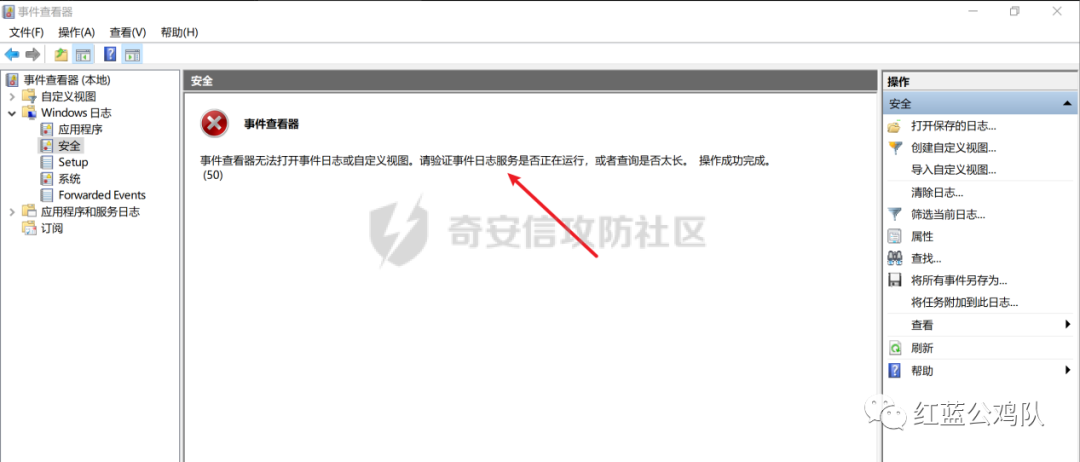 事件查看器
文件(F) 操作(A) 查看(V) 帮助(H)
事件查看器 (本地)
自定义视图
Windows 日志
应用程序
安全
Setup
系统
Forwarded Events
应用程序和服务日志
订阅
安全
事件查看器
事件查看器无法打开事件日志或自定义视图。请验证事件日志服务是否正在运行，或者查询是否太长。 操作成功完成。
(50)
奇安信攻防社区
操作
安全
打开保存的日志...
创建自定义视图...
导入自定义视图...
清除日志...
筛选当前日志...
属性
查找...
将所有事件另存为...
将任务附加到此日志...
查看
刷新
帮助
红蓝公鸡队